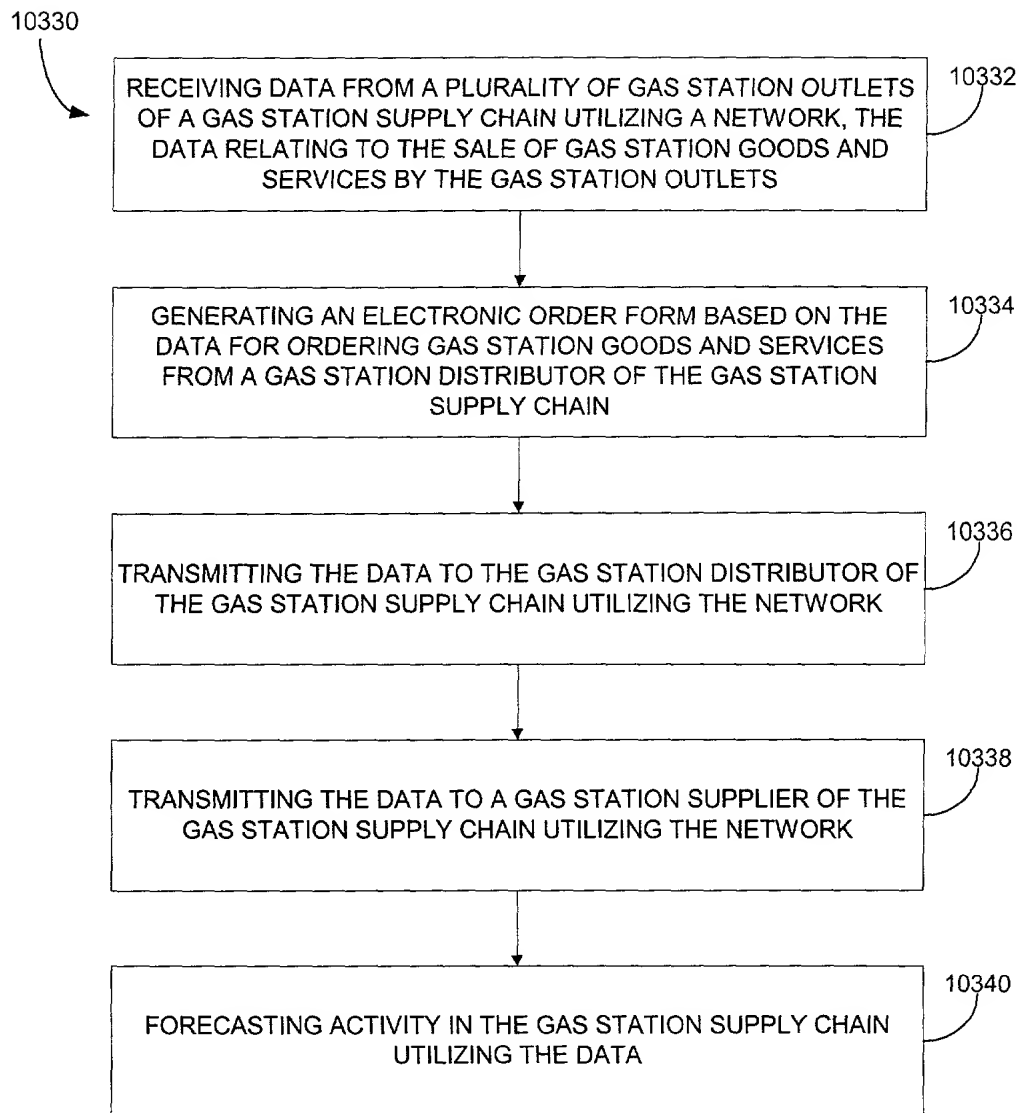 10330
10332
RECEIVING DATA FROM A PLURALITY OF GAS STATION OUTLETS
OF A GAS STATION SUPPLY CHAIN UTILIZING A NETWORK, THE
DATA RELATING TO THE SALE OF GAS STATION GOODS AND
SERVICES BY THE GAS STATION OUTLETS
10334
GENERATING AN ELECTRONIC ORDER FORM BASED ON THE
DATA FOR ORDERING GAS STATION GOODS AND SERVICES
FROM A GAS STATION DISTRIBUTOR OF THE GAS STATION
SUPPLY CHAIN
10336
TRANSMITTING THE DATA TO THE GAS STATION DISTRIBUTOR OF
THE GAS STATION SUPPLY CHAIN UTILIZING THE NETWORK
10338
TRANSMITTING THE DATA TO A GAS STATION SUPPLIER OF THE
GAS STATION SUPPLY CHAIN UTILIZING THE NETWORK
10340
FORECASTING ACTIVITY IN THE GAS STATION SUPPLY CHAIN
UTILIZING THE DATA